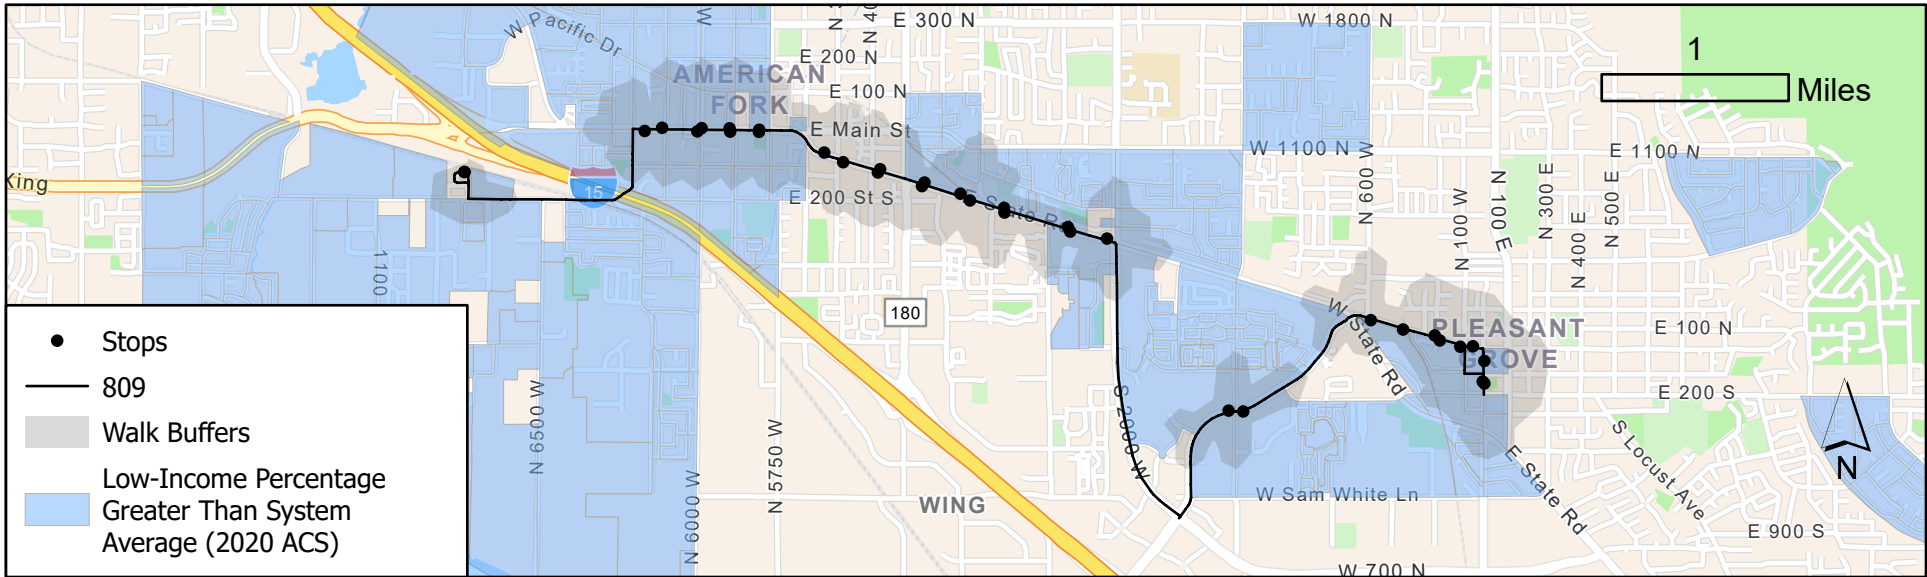 W Pacific Dr
W
N 40
E 300 N
W 1800 N
1
Miles
E 200 N
AMERICAN
FORK
E 100 N
E Main St
W 1100 N
E 1100 N
King
15
E 200 St S
E State R
N 600 W
N 100 W
N 100 E
N 300 E
N 400 E
N 500 E
1100
180
W State Rd
PLEASANT
GROVE
E 100 N
E 200 S
N 6500 W
N 6000 W
N 5750 W
S 2000 W
WING
W Sam White Ln
E State Rd
S Locust Ave
E 900 S
W 700 N
N
Stops
809
Walk Buffers
Low-Income Percentage
Greater Than System
Average (2020 ACS)